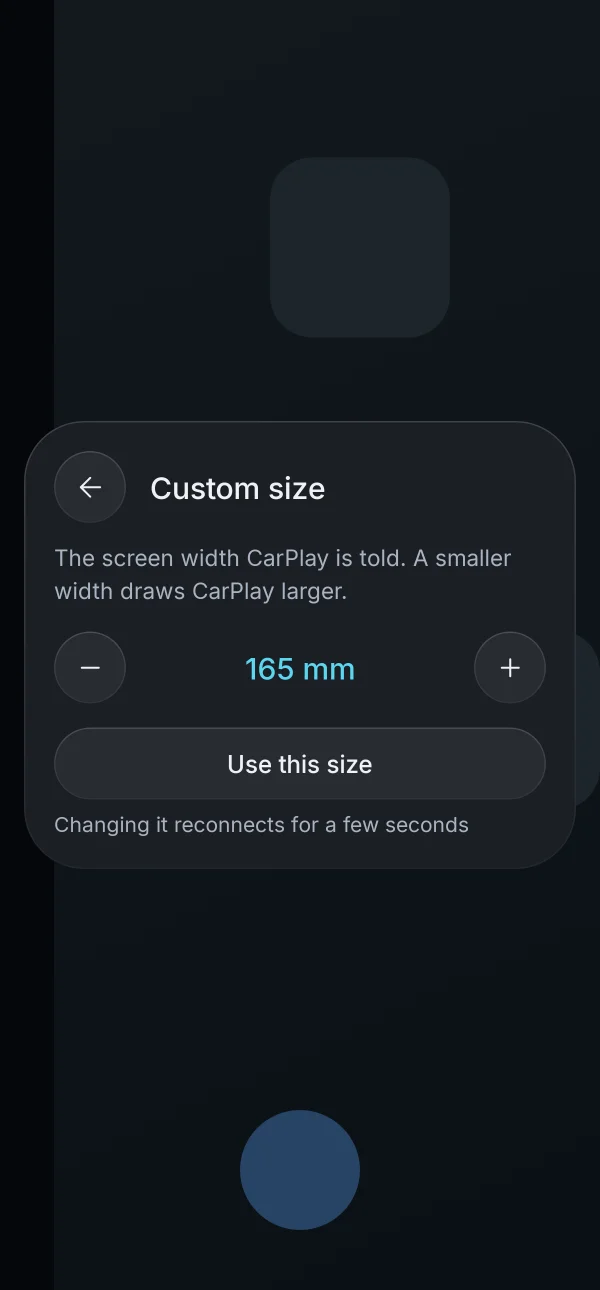 Custom size
The screen width CarPlay is told. A smaller
width draws CarPlay larger.
165 mm
Use this size
Changing it reconnects for a few seconds